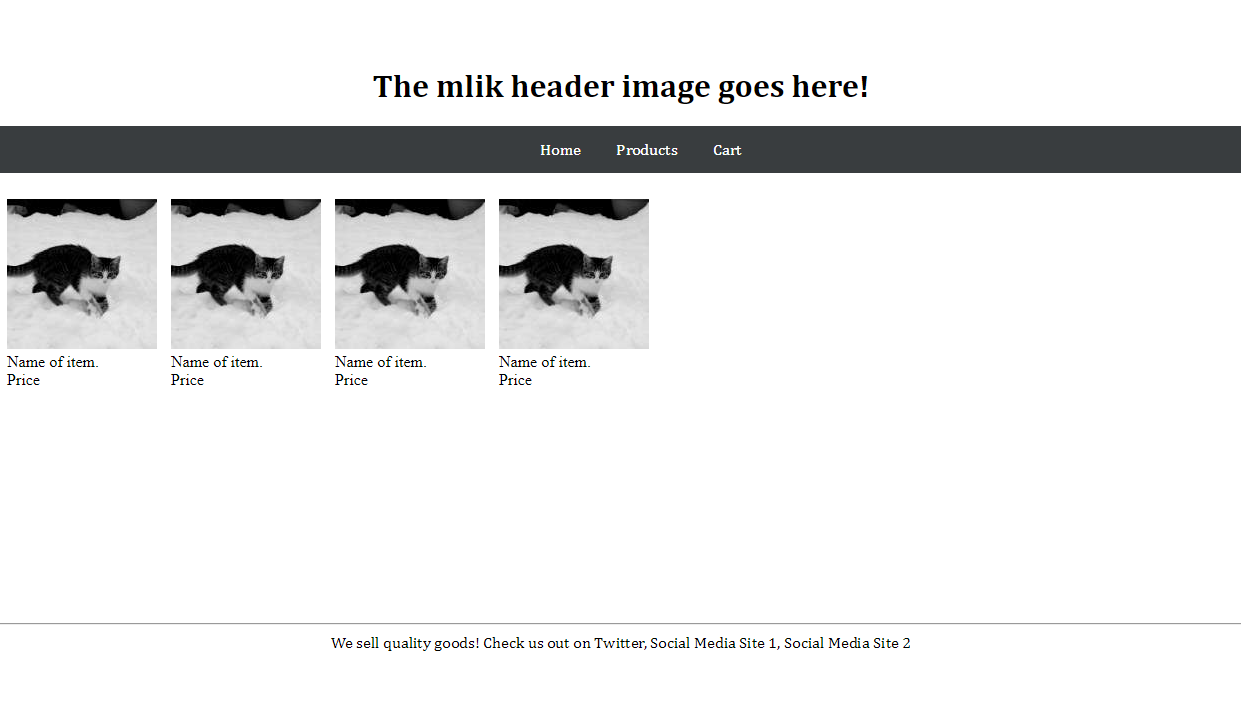 The mlik header image goes here!
Home Products Cart
Name of item. Name of item. Name of item. Name of item.
Price Price Price Price
We sell quality goods! Check us out on Twitter, Social Media Site 1, Social Media Site 2